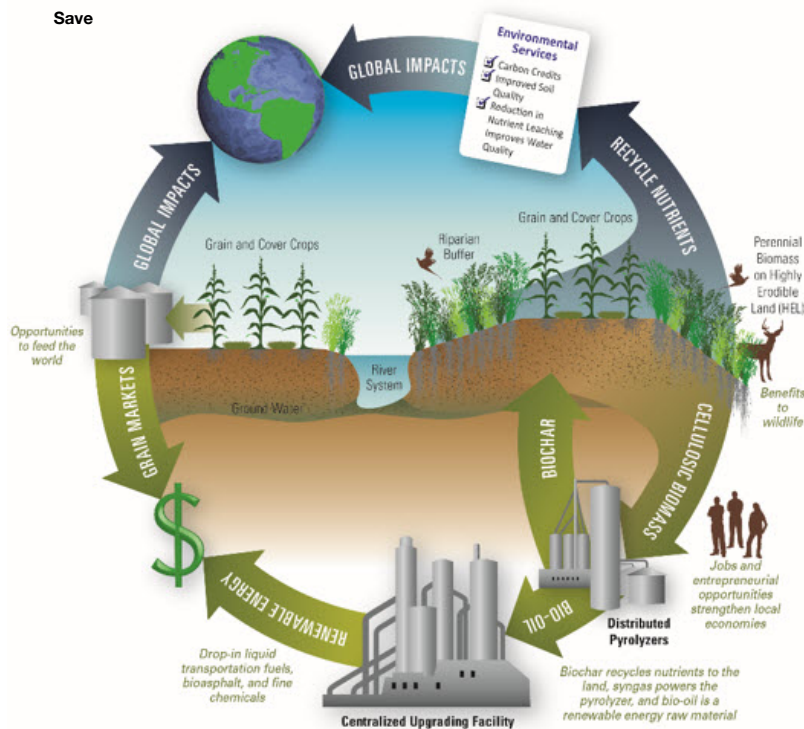 Save
Environmental
Services
Carbon Credits
Improved Soil
Quality
Reduction in
Nutrient Leaching
Improves Water
Quality
GLOBAL IMPACTS
RECYCLE NUTRIENTS
GLOBAL IMPACTS
Grain and Cover Crops
Riparian
Buffer
Grain and Cover Crops
Perennial
Biomass
on Highly
Erodible
Land (HEL)
Opportunities
to feed the
world
River
System
Ground Water
Benefits
to
wildlife
GRAIN MARKETS
BIOCHAR
CELLULOSIC BIOMASS
$
Jobs and
entrepreneurial
opportunities
strengthen local
economies
RENEWABLE ENERGY
BIO-OIL
Distributed
Pyrolyzers
Drop-in liquid
transportation fuels,
bioasphalt, and fine
chemicals
Biochar recycles nutrients to the
land, syngas powers the
pyrolyzer, and bio-oil is a
renewable energy raw material
Centralized Upgrading Facility